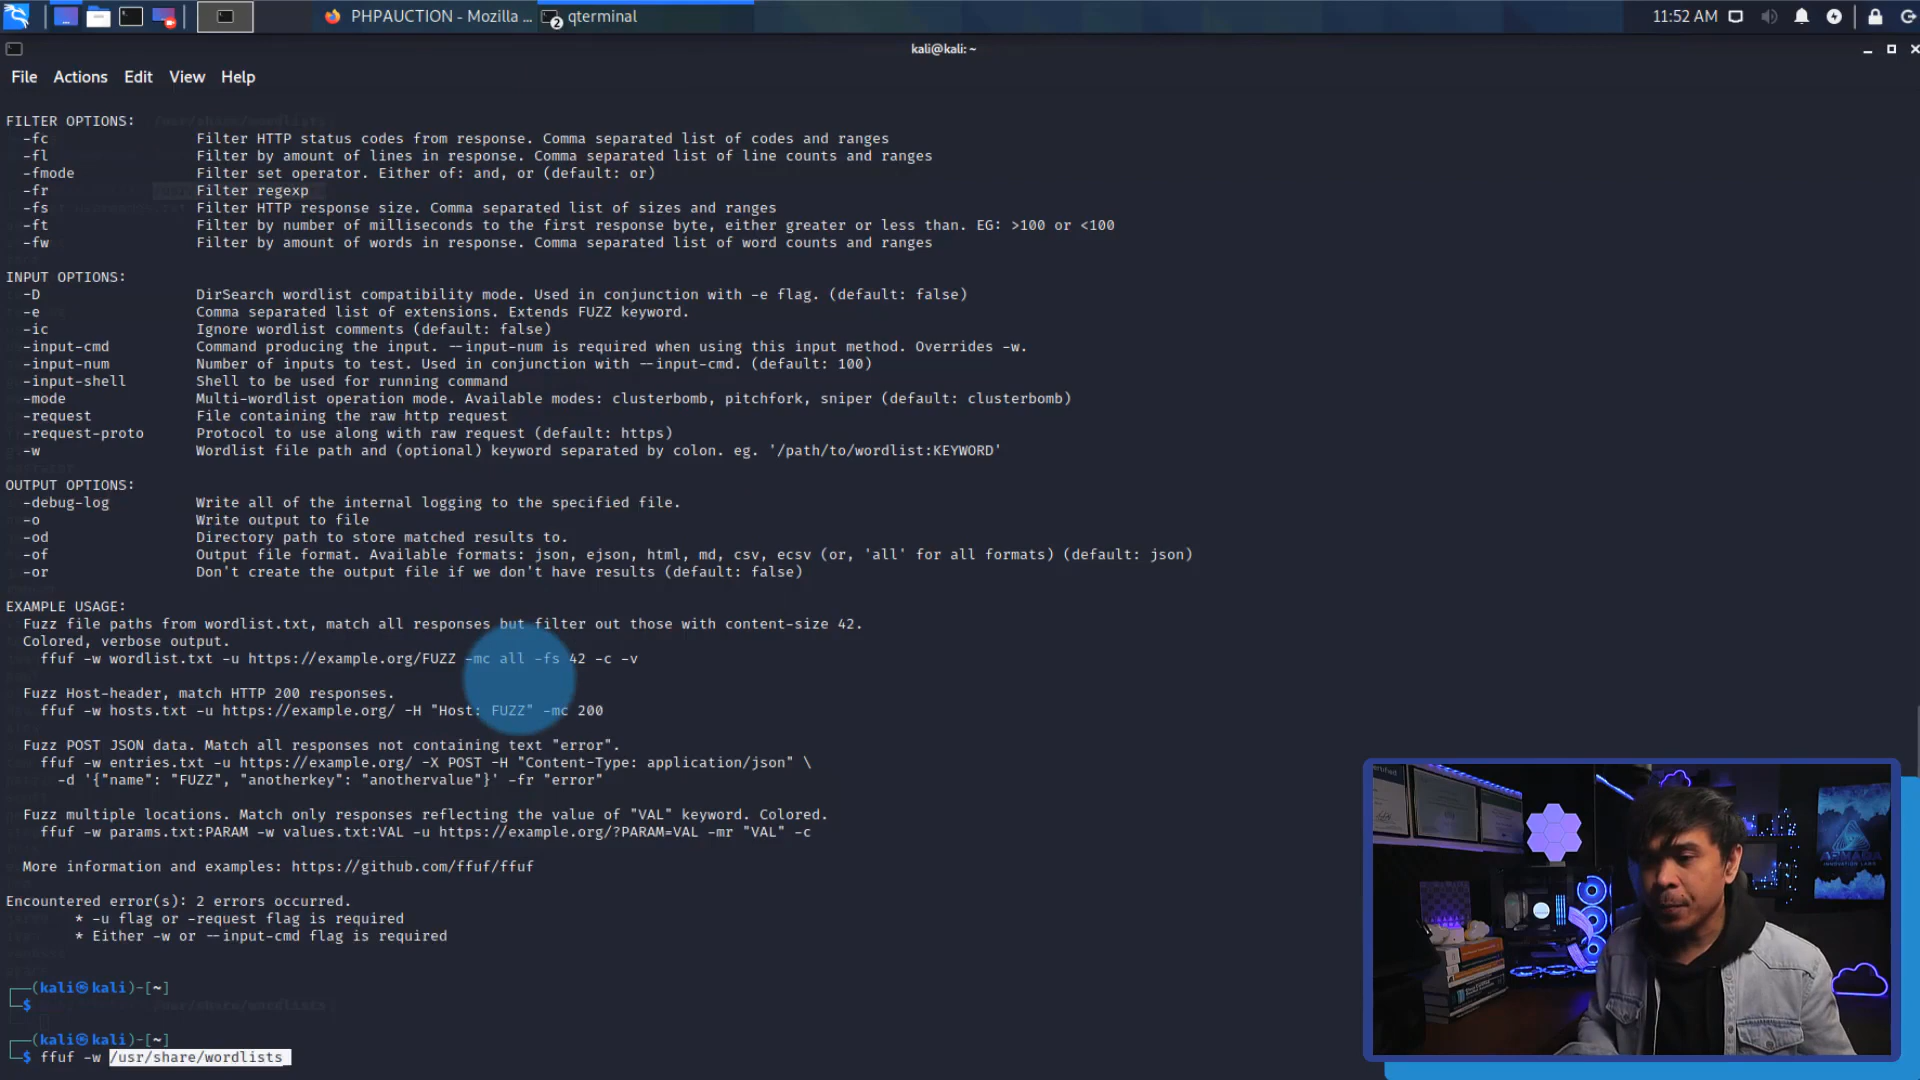 PHPAUCTION - Mozilla ...
2
qterminal
11:52 AM
kali@kali: ~
File Actions Edit View Help
FILTER OPTIONS:
-fc Filter HTTP status codes from response. Comma separated list of codes and ranges
-fl Filter by amount of lines in response. Comma separated list of line counts and ranges
-fmode Filter set operator. Either of: and, or (default: or)
-fr Filter regexp
-fs Filter HTTP response size. Comma separated list of sizes and ranges
-ft Filter by number of milliseconds to the first response byte, either greater or less than. EG: >100 or <100
-fw Filter by amount of words in response. Comma separated list of word counts and ranges
INPUT OPTIONS:
-D DirSearch wordlist compatibility mode. Used in conjunction with -e flag. (default: false)
-e Comma separated list of extensions. Extends FUZZ keyword.
-ic Ignore wordlist comments (default: false)
-input-cmd Command producing the input. --input-num is required when using this input method. Overrides -w.
-input-num Number of inputs to test. Used in conjunction with --input-cmd. (default: 100)
-input-shell Shell to be used for running command
-mode Multi-wordlist operation mode. Available modes: clusterbomb, pitchfork, sniper (default: clusterbomb)
-request File containing the raw http request
-request-proto Protocol to use along with raw request (default: https)
-w Wordlist file path and (optional) keyword separated by colon. eg. '/path/to/wordlist:KEYWORD'
OUTPUT OPTIONS:
-debug-log Write all of the internal logging to the specified file.
-o Write output to file
-od Directory path to store matched results to.
-of Output file format. Available formats: json, ejson, html, md, csv, ecsv (or, 'all' for all formats) (default: json)
-or Don't create the output file if we don't have results (default: false)
EXAMPLE USAGE:
Fuzz file paths from wordlist.txt, match all responses but filter out those with content-size 42.
Colored, verbose output.
ffuf -w wordlist.txt -u https://example.org/FUZZ -mc all -fs 42 -c -v
Fuzz Host-header, match HTTP 200 responses.
ffuf -w hosts.txt -u https://example.org/ -H "Host: FUZZ" -mc 200
Fuzz POST JSON data. Match all responses not containing text "error".
ffuf -w entries.txt -u https://example.org/ -X POST -H "Content-Type: application/json" \
-d '{"name": "FUZZ", "anotherkey": "anothervalue"}' -fr "error"
Fuzz multiple locations. Match only responses reflecting the value of "VAL" keyword. Colored.
ffuf -w params.txt:PARAM -w values.txt:VAL -u https://example.org/?PARAM=VAL -mr "VAL" -c
More information and examples: https://github.com/ffuf/ffuf
Encountered error(s): 2 errors occurred.
* -u flag or -request flag is required
* Either -w or --input-cmd flag is required
(kali㉿kali)-[~]
$
(kali㉿kali)-[~]
$ ffuf -w /usr/share/wordlists
ARMADA
INNOVATION LABS